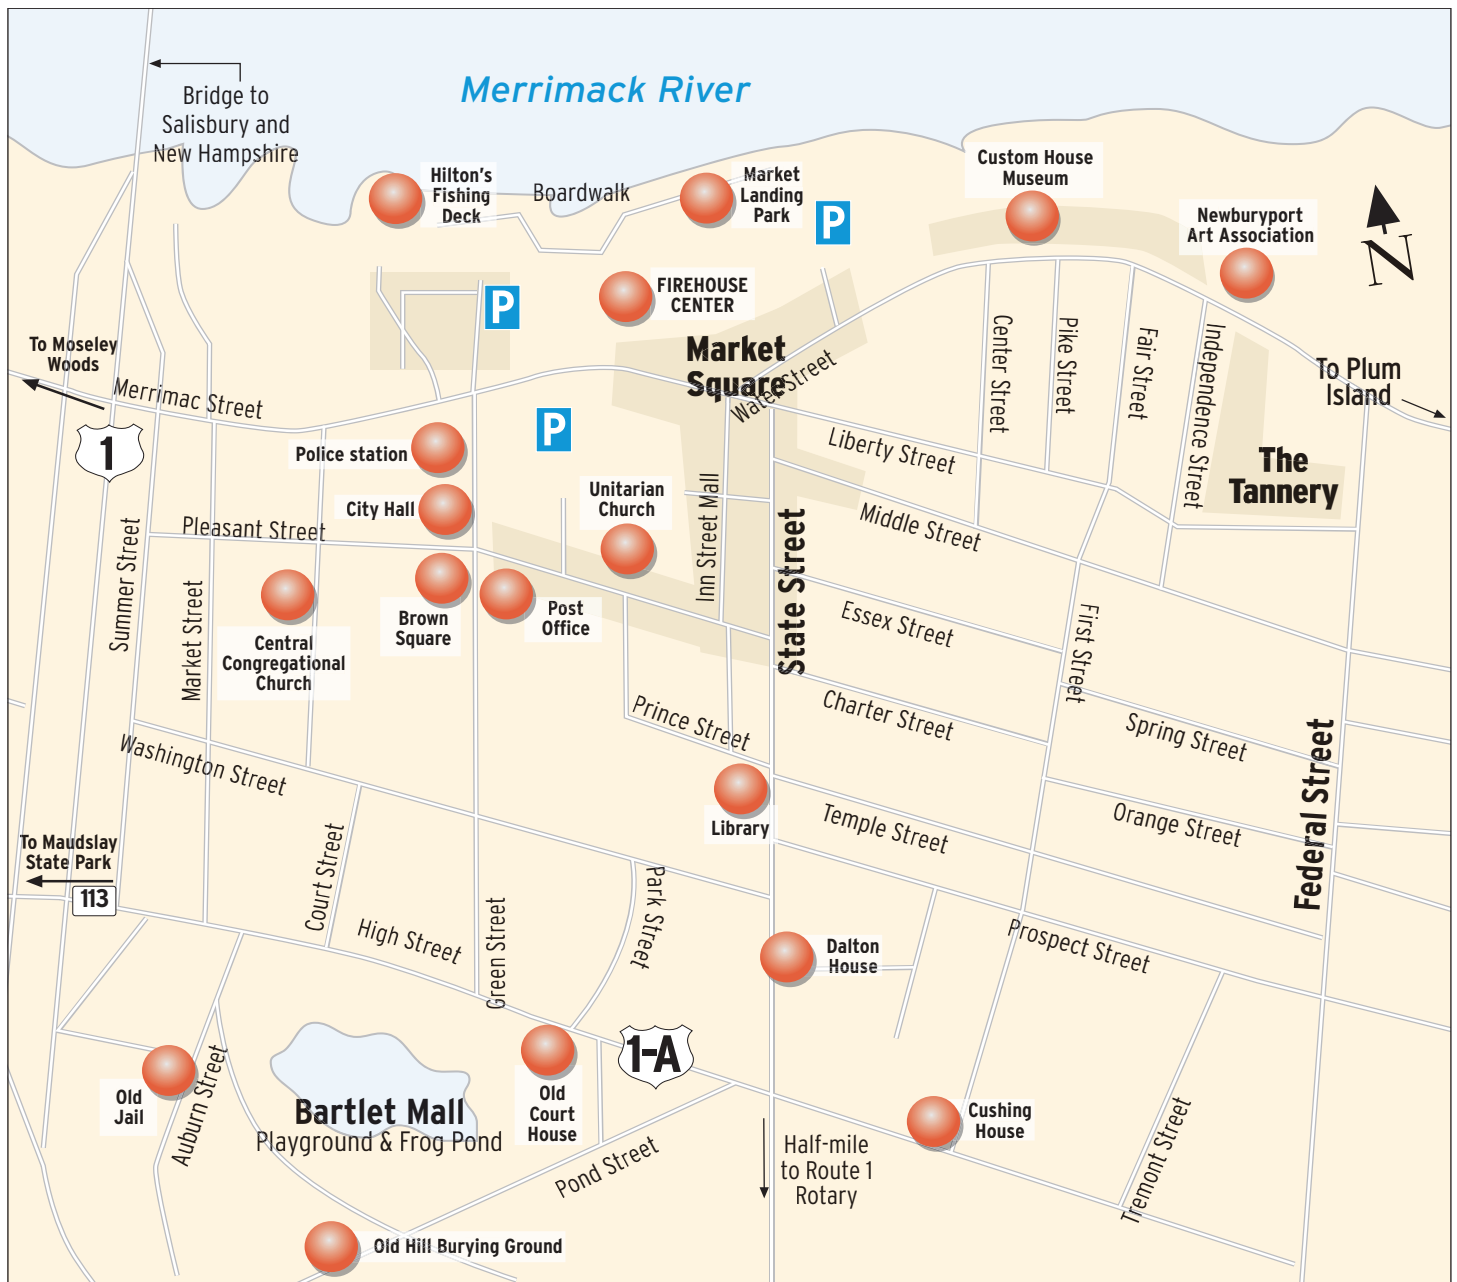 Merrimack River
Bridge to
Salisbury and
New Hampshire
Hilton's
Fishing
Deck
Boardwalk
Market
Landing
Park
P
Custom House
Museum
Newburyport
Art Association
N
FIREHOUSE
CENTER
P
To Moseley
Woods
Merrimac Street
1
Market
Square
Water Street
Center Street
Pike Street
Fair Street
Independence Street
To Plum
Island
P
Police station
City Hall
Liberty Street
The
Tannery
Unitarian
Church
Inn Street Mall
Middle Street
Pleasant Street
Summer Street
Market Street
State Street
Brown
Square
Post
Office
Central
Congregational
Church
Essex Street
First Street
Prince Street
Charter Street
Spring Street
Washington Street
Federal Street
Library
Temple Street
Orange Street
To Maudslay
State Park
113
Court Street
High Street
Green Street
Park Street
Dalton
House
Prospect Street
1-A
Old
Jail
Auburn Street
Bartlet Mall
Playground & Frog Pond
Old
Court
House
Pond Street
Cushing
House
Half-mile
to Route 1
Rotary
Tremont Street
Old Hill Burying Ground